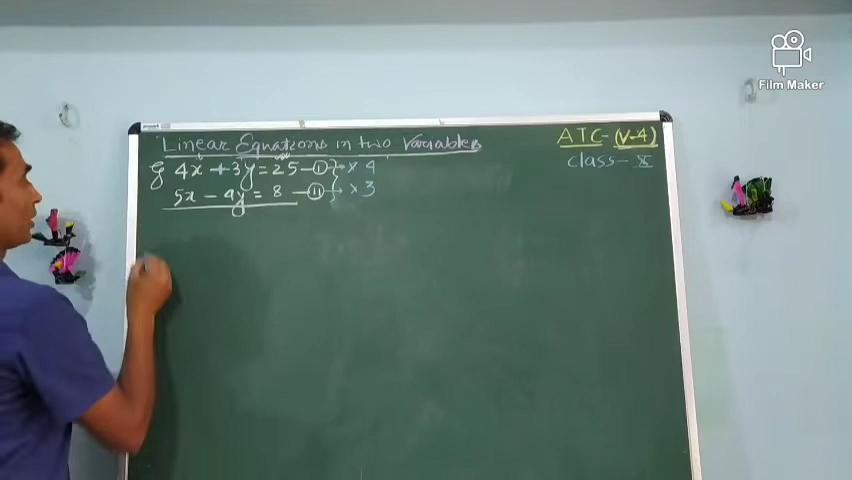 Film Maker
Linear Equations in two Variables
ATC-(V-4)
class- X
4x + 3y = 25 — (i) } → × 4
5x - 4y = 8 — (ii) } → × 3